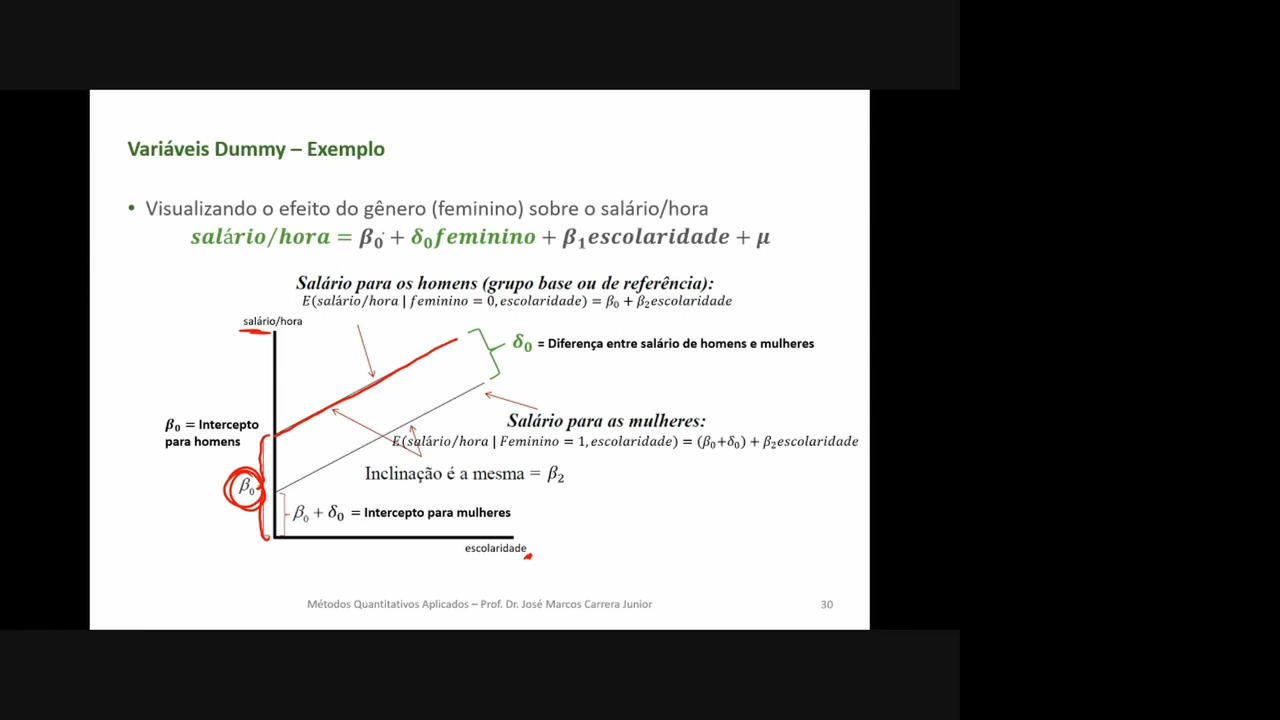 Variáveis Dummy – Exemplo
• Visualizando o efeito do gênero (feminino) sobre o salário/hora
salário/hora = β₀ + δ₀feminino + β₁escolaridade + μ
Salário para os homens (grupo base ou de referência):
E(salário/hora | feminino = 0, escolaridade) = β₀ + β₂escolaridade
salário/hora
δ₀ = Diferença entre salário de homens e mulheres
β₀ = Intercepto
para homens
Salário para as mulheres:
E(salário/hora | Feminino = 1, escolaridade) = (β₀+δ₀) + β₂escolaridade
Inclinação é a mesma = β₂
β₀
β₀ + δ₀ = Intercepto para mulheres
escolaridade
Métodos Quantitativos Aplicados – Prof. Dr. José Marcos Carrera Junior
30